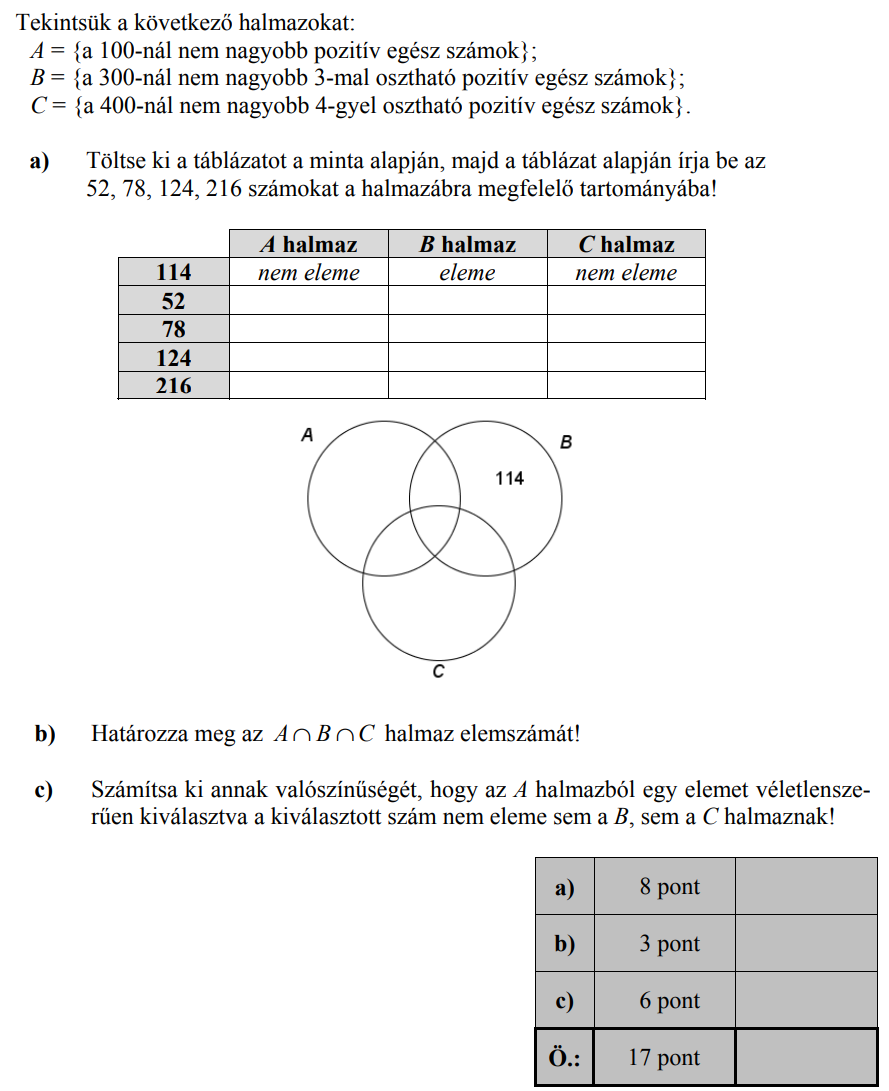 Tekintsük a következő halmazokat:
A = {a 100-nál nem nagyobb pozitív egész számok};
B = {a 300-nál nem nagyobb 3-mal osztható pozitív egész számok};
C = {a 400-nál nem nagyobb 4-gyel osztható pozitív egész számok}.
a) Töltse ki a táblázatot a minta alapján, majd a táblázat alapján írja be az
52, 78, 124, 216 számokat a halmazábra megfelelő tartományába!
A halmaz B halmaz C halmaz
114 nem eleme eleme nem eleme
52
78
124
216
A
B
114
C
b) Határozza meg az A∩B∩C halmaz elemszámát!
c) Számítsa ki annak valószínűségét, hogy az A halmazból egy elemet véletlensze-
rűen kiválasztva a kiválasztott szám nem eleme sem a B, sem a C halmaznak!
a) 8 pont
b) 3 pont
c) 6 pont
Ö.: 17 pont